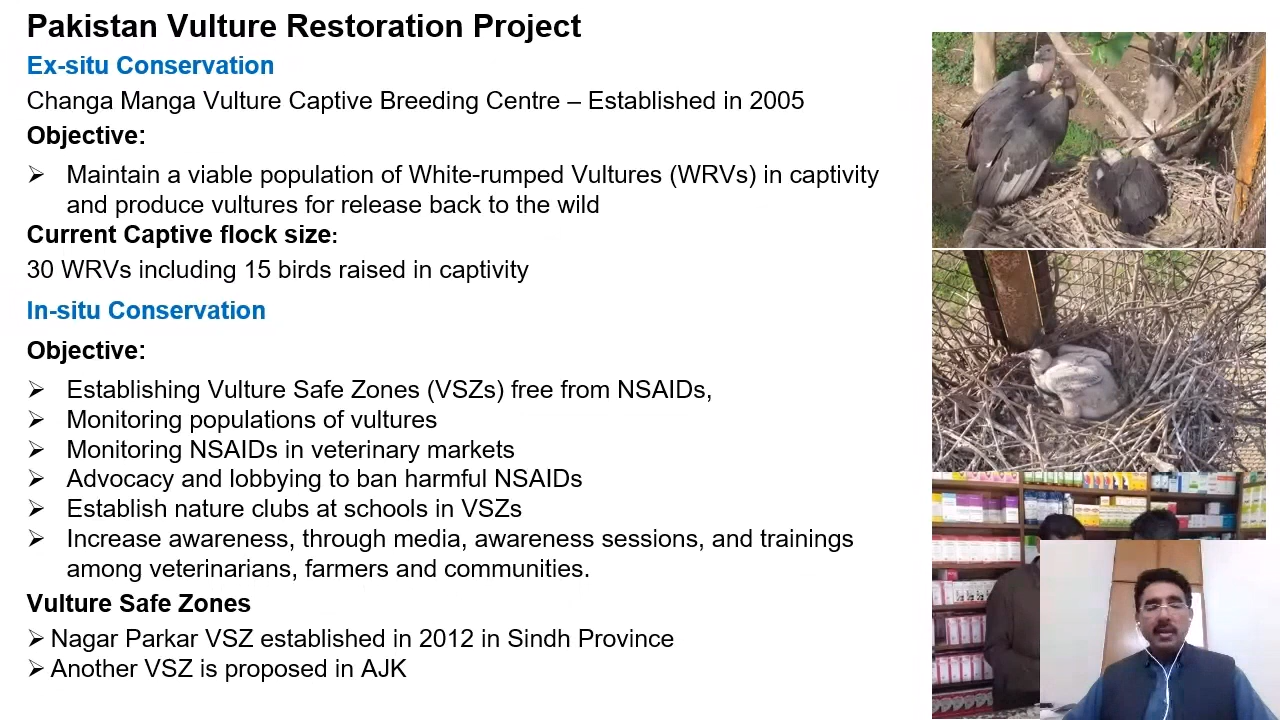 Pakistan Vulture Restoration Project
Ex-situ Conservation
Changa Manga Vulture Captive Breeding Centre – Established in 2005
Objective:
➢ Maintain a viable population of White-rumped Vultures (WRVs) in captivity
and produce vultures for release back to the wild
Current Captive flock size:
30 WRVs including 15 birds raised in captivity
In-situ Conservation
Objective:
➢ Establishing Vulture Safe Zones (VSZs) free from NSAIDs,
➢ Monitoring populations of vultures
➢ Monitoring NSAIDs in veterinary markets
➢ Advocacy and lobbying to ban harmful NSAIDs
➢ Establish nature clubs at schools in VSZs
➢ Increase awareness, through media, awareness sessions, and trainings
among veterinarians, farmers and communities.
Vulture Safe Zones
➢ Nagar Parkar VSZ established in 2012 in Sindh Province
➢ Another VSZ is proposed in AJK